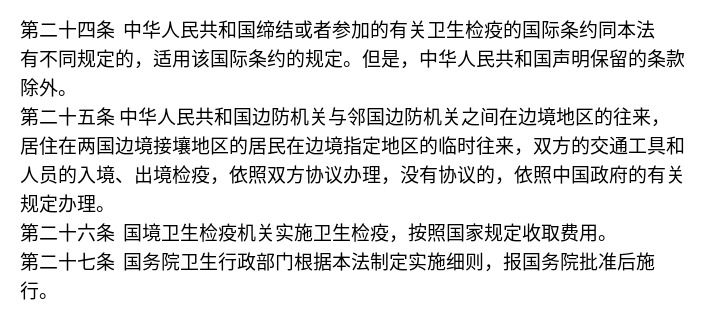 第二十四条 中华人民共和国缔结或者参加的有关卫生检疫的国际条约同本法
有不同规定的，适用该国际条约的规定。但是，中华人民共和国声明保留的条款
除外。
第二十五条 中华人民共和国边防机关与邻国边防机关之间在边境地区的往来，
居住在两国边境接壤地区的居民在边境指定地区的临时往来，双方的交通工具和
人员的入境、出境检疫，依照双方协议办理，没有协议的，依照中国政府的有关
规定办理。
第二十六条 国境卫生检疫机关实施卫生检疫，按照国家规定收取费用。
第二十七条 国务院卫生行政部门根据本法制定实施细则，报国务院批准后施
行。